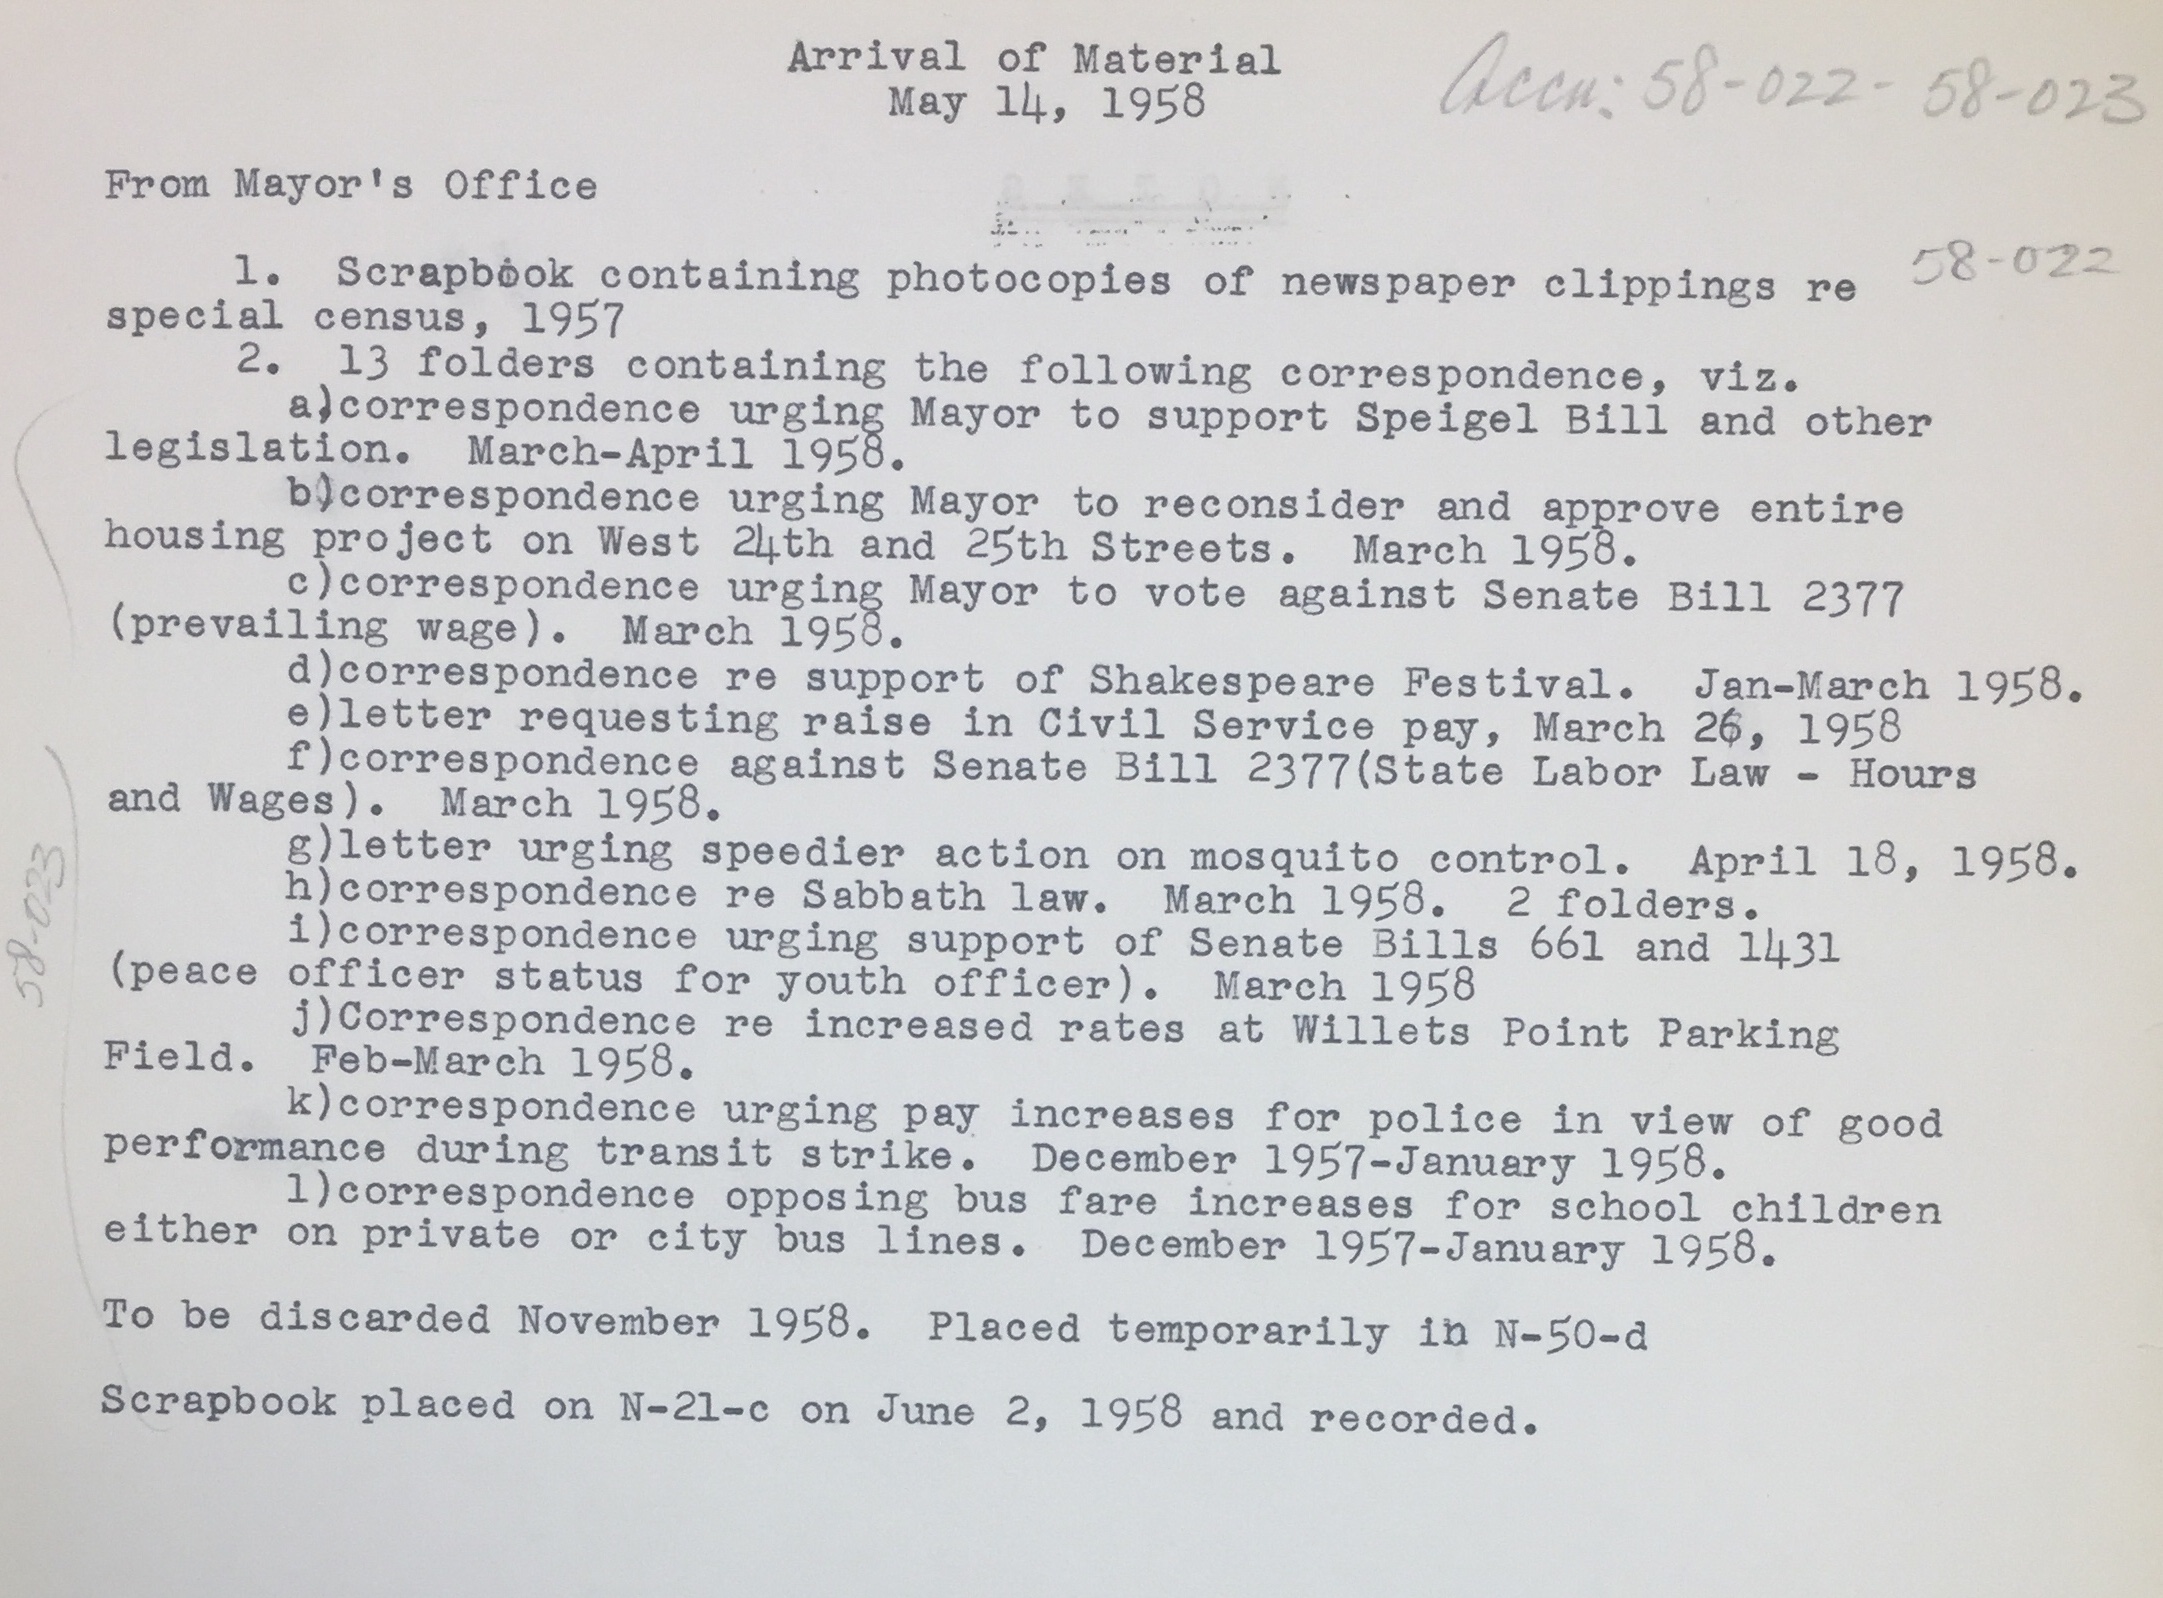 Arrival of Material
May 14, 1958
Accn: 58-022 - 58-023
From Mayor's Office
58-022
1. Scrapbook containing photocopies of newspaper clippings re
special census, 1957
2. 13 folders containing the following correspondence, viz.
a)correspondence urging Mayor to support Speigel Bill and other
legislation. March-April 1958.
b)correspondence urging Mayor to reconsider and approve entire
housing project on West 24th and 25th Streets. March 1958.
c)correspondence urging Mayor to vote against Senate Bill 2377
(prevailing wage). March 1958.
d)correspondence re support of Shakespeare Festival. Jan-March 1958.
e)letter requesting raise in Civil Service pay, March 26, 1958
f)correspondence against Senate Bill 2377(State Labor Law - Hours
and Wages). March 1958.
g)letter urging speedier action on mosquito control. April 18, 1958.
h)correspondence re Sabbath law. March 1958. 2 folders.
i)correspondence urging support of Senate Bills 661 and 1431
(peace officer status for youth officer). March 1958
j)Correspondence re increased rates at Willets Point Parking
Field. Feb-March 1958.
k)correspondence urging pay increases for police in view of good
performance during transit strike. December 1957-January 1958.
l)correspondence opposing bus fare increases for school children
either on private or city bus lines. December 1957-January 1958.
58-023
To be discarded November 1958. Placed temporarily in N-50-d
Scrapbook placed on N-21-c on June 2, 1958 and recorded.